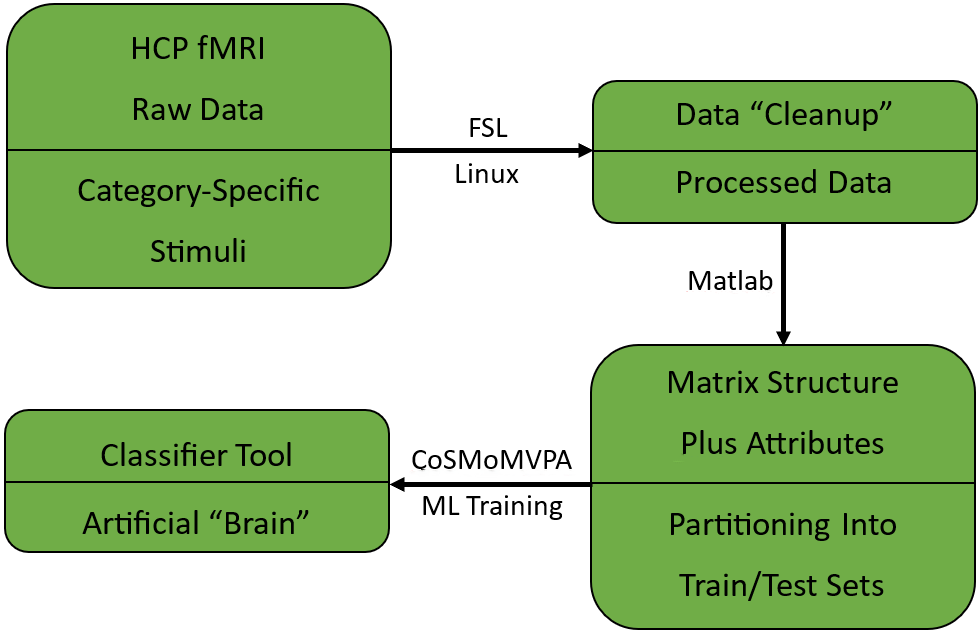 HCP fMRI
Raw Data
Category-Specific
Stimuli
FSL
Linux
Data “Cleanup”
Processed Data
Matlab
Matrix Structure
Plus Attributes
Partitioning Into
Train/Test Sets
CoSMoMVPA
ML Training
Classifier Tool
Artificial “Brain”